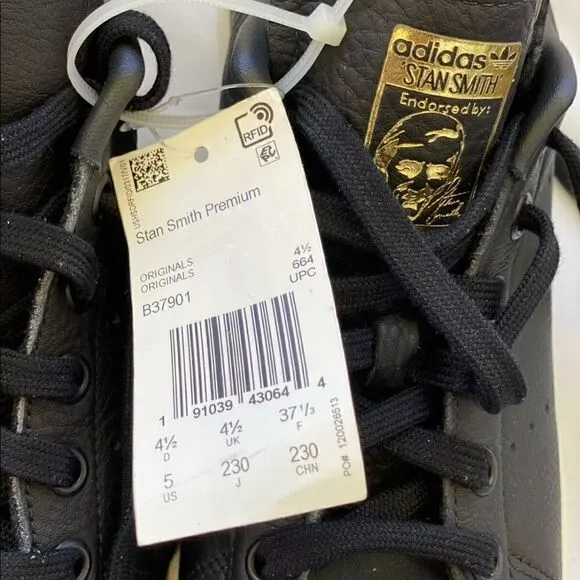 adidas
"STAN SMITH"
Endorsed by:
RFID
Stan Smith Premium
4½
ORIGINALS
664
ORIGINALS
UPC
B37901
1 91039 43064 4
4½ 4½ 37⅓
D UK F
5 230 230
US J CHN
PO# 120026613